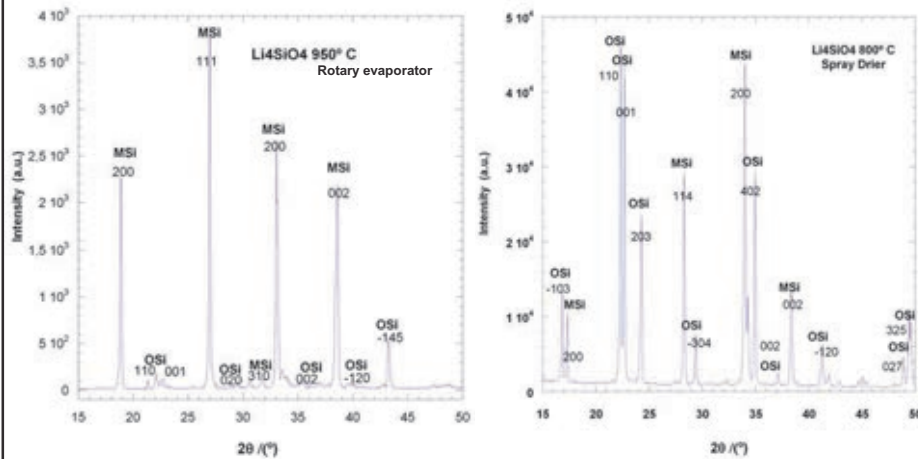 4 10³
3,5 10³
3 10³
2,5 10³
2 10³
1,5 10³
1 10³
5 10²
0
Intensity (a.u.)
15 20 25 30 35 40 45 50
2θ /(º)
Li4SiO4 950º C
Rotary evaporator
MSi
200
OSi
110
001
MSi
111
OSi
020
MSi
310
MSi
200
OSi
002
MSi
002
OSi
-120
OSi
-145
5 10⁴
4 10⁴
3 10⁴
2 10⁴
1 10⁴
0
Intensity (a.u.)
15 20 25 30 35 40 45 50
2θ /(º)
Li4SiO4 800º C
Spray Drier
OSi
-103
MSi
200
OSi
110
OSi
001
OSi
203
MSi
114
OSi
-304
MSi
200
OSi
402
002
OSi
MSi
002
OSi
-120
OSi
325
OSi
027